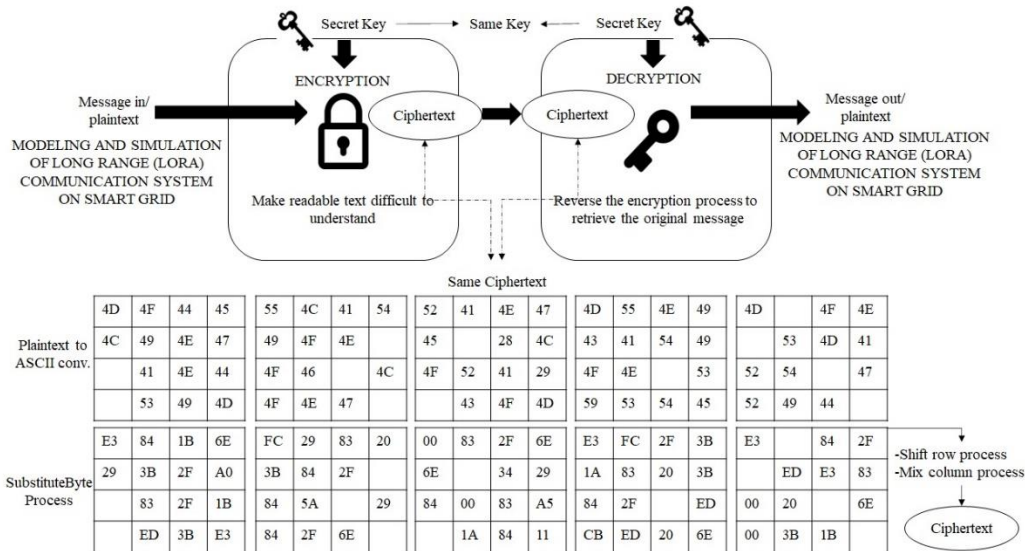 Secret Key
Same Key
Secret Key
ENCRYPTION
DECRYPTION
Message in/
plaintext
Ciphertext
Ciphertext
Message out/
plaintext
MODELING AND SIMULATION
OF LONG RANGE (LORA)
COMMUNICATION SYSTEM
ON SMART GRID
MODELING AND SIMULATION
OF LONG RANGE (LORA)
COMMUNICATION SYSTEM
ON SMART GRID
Make readable text difficult to
understand
Reverse the encryption process to
retrieve the original message
Same Ciphertext
Plaintext to
ASCII conv.
4D 4F 44 45 55 4C 41 54 52 41 4E 47 4D 55 4E 49 4D 4F 4E
4C 49 4E 47 49 4F 4E 45 28 4C 43 41 54 49 53 4D 41
41 4E 44 4F 46 4C 4F 52 41 29 4F 4E 53 52 54 47
53 49 4D 4F 4E 47 43 4F 4D 59 53 54 45 52 49 44
SubstituteByte
Process
E3 84 1B 6E FC 29 83 20 00 83 2F 6E E3 FC 2F 3B E3 84 2F
29 3B 2F A0 3B 84 2F 6E 34 29 1A 83 20 3B ED E3 83
83 2F 1B 84 5A 29 84 00 83 A5 84 2F ED 00 20 6E
ED 3B E3 84 2F 6E 1A 84 11 CB ED 20 6E 00 3B 1B
-Shift row process
-Mix column process
Ciphertext